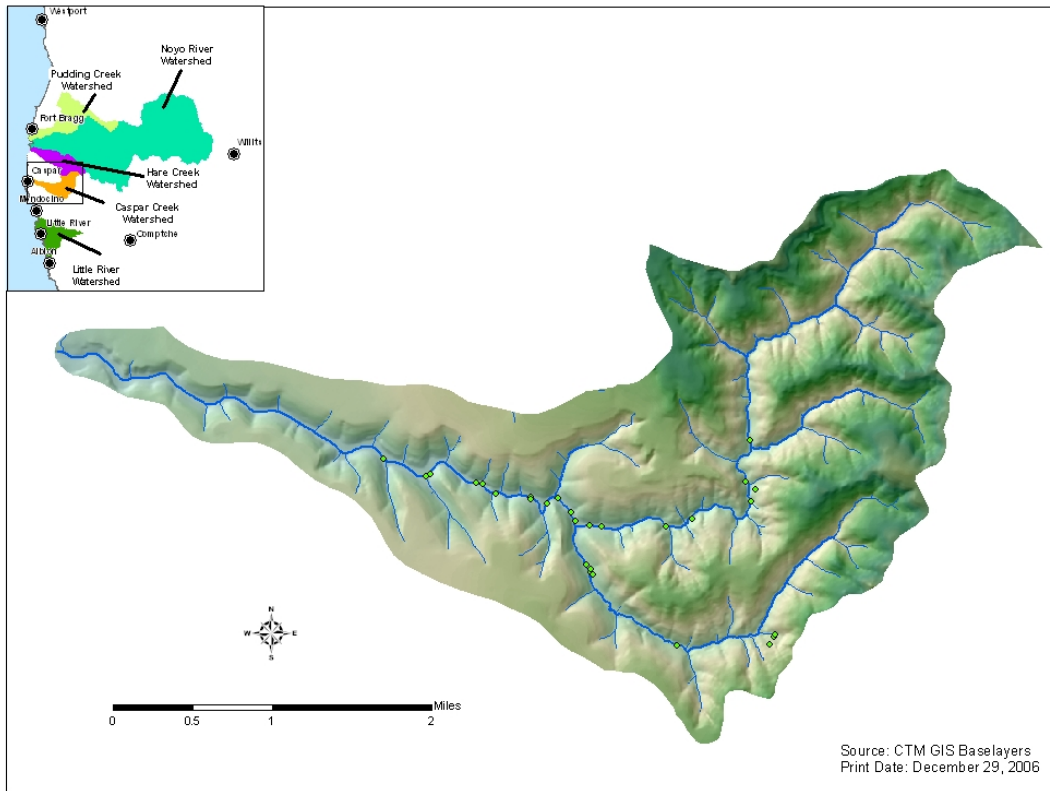 Westport
Noyo River
Watershed
Pudding Creek
Watershed
Fort Bragg
Willits
Hare Creek
Watershed
Caspar
Caspar Creek
Watershed
Mendocino
Little River
Comptche
Albion
Little River
Watershed
N
W E
S
Miles
0 0.5 1 2
Source: CTM GIS Baselayers
Print Date: December 29, 2006